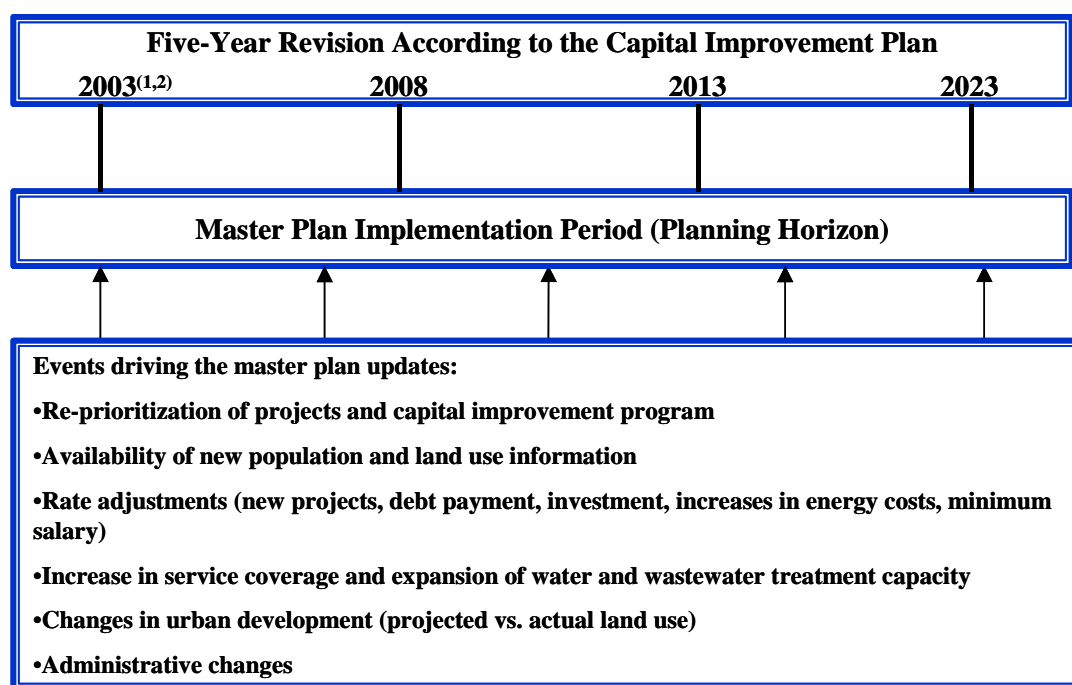 Five-Year Revision According to the Capital Improvement Plan
2003(1,2) 2008 2013 2023
Master Plan Implementation Period (Planning Horizon)
Events driving the master plan updates:
•Re-prioritization of projects and capital improvement program
•Availability of new population and land use information
•Rate adjustments (new projects, debt payment, investment, increases in energy costs, minimum
salary)
•Increase in service coverage and expansion of water and wastewater treatment capacity
•Changes in urban development (projected vs. actual land use)
•Administrative changes